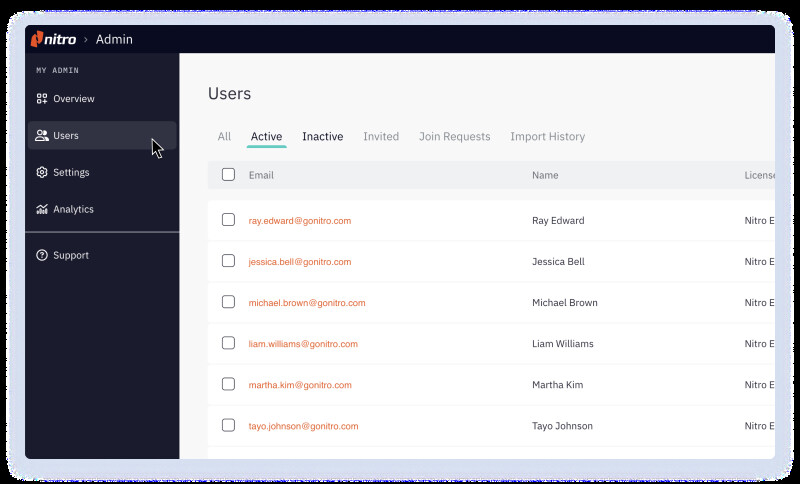 nitro > Admin
MY ADMIN
Overview
Users
Settings
Analytics
Support
Users
All Active Inactive Invited Join Requests Import History
Email Name License
ray.edward@gonitro.com Ray Edward Nitro E
jessica.bell@gonitro.com Jessica Bell Nitro E
michael.brown@gonitro.com Michael Brown Nitro E
liam.williams@gonitro.com Liam Williams Nitro E
martha.kim@gonitro.com Martha Kim Nitro E
tayo.johnson@gonitro.com Tayo Johnson Nitro E